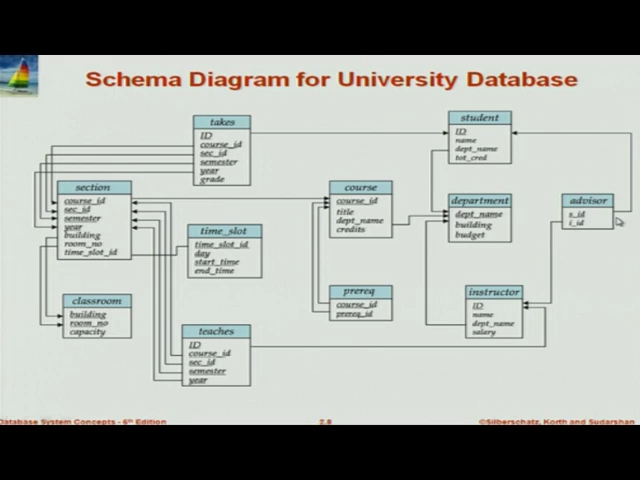 Schema Diagram for University Database
takes
ID
course_id
sec_id
semester
year
grade
student
ID
name
dept_name
tot_cred
section
course_id
sec_id
semester
year
building
room_no
time_slot_id
course
course_id
title
dept_name
credits
department
dept_name
building
budget
advisor
s_id
i_id
time_slot
time_slot_id
day
start_time
end_time
prereq
course_id
prereq_id
instructor
ID
name
dept_name
salary
classroom
building
room_no
capacity
teaches
ID
course_id
sec_id
semester
year
Database System Concepts - 6th Edition
2.8
©Silberschatz, Korth and Sudarshan